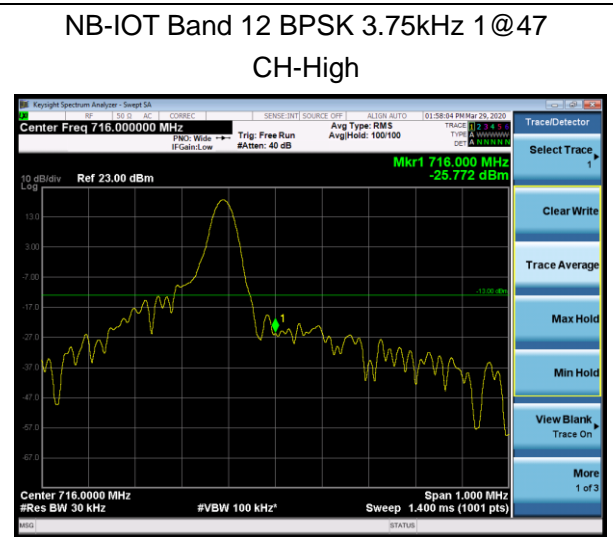 NB-IOT Band 12 BPSK 3.75kHz 1@47
CH-High
Keysight Spectrum Analyzer - Swept SA
RF 50 Ω AC CORREC SENSE:INT SOURCE OFF ALIGN AUTO 01:58:04 PM Mar 29, 2020
Center Freq 716.000000 MHz
PNO: Wide
IFGain:Low
Trig: Free Run
#Atten: 40 dB
Avg Type: RMS
Avg|Hold: 100/100
TRACE 1 2 3 4 5 6
TYPE A WWWWW
DET A N N N N N
Mkr1 716.000 MHz
-25.772 dBm
10 dB/div Ref 23.00 dBm
Log
13.0
3.00
-7.00
-13.00 dBm
-17.0
1
-27.0
-37.0
-47.0
-57.0
-67.0
Center 716.0000 MHz Span 1.000 MHz
#Res BW 30 kHz #VBW 100 kHz* Sweep 1.400 ms (1001 pts)
MSG STATUS
Trace/Detector
Select Trace
1
Clear Write
Trace Average
Max Hold
Min Hold
View Blank
Trace On
More
1 of 3